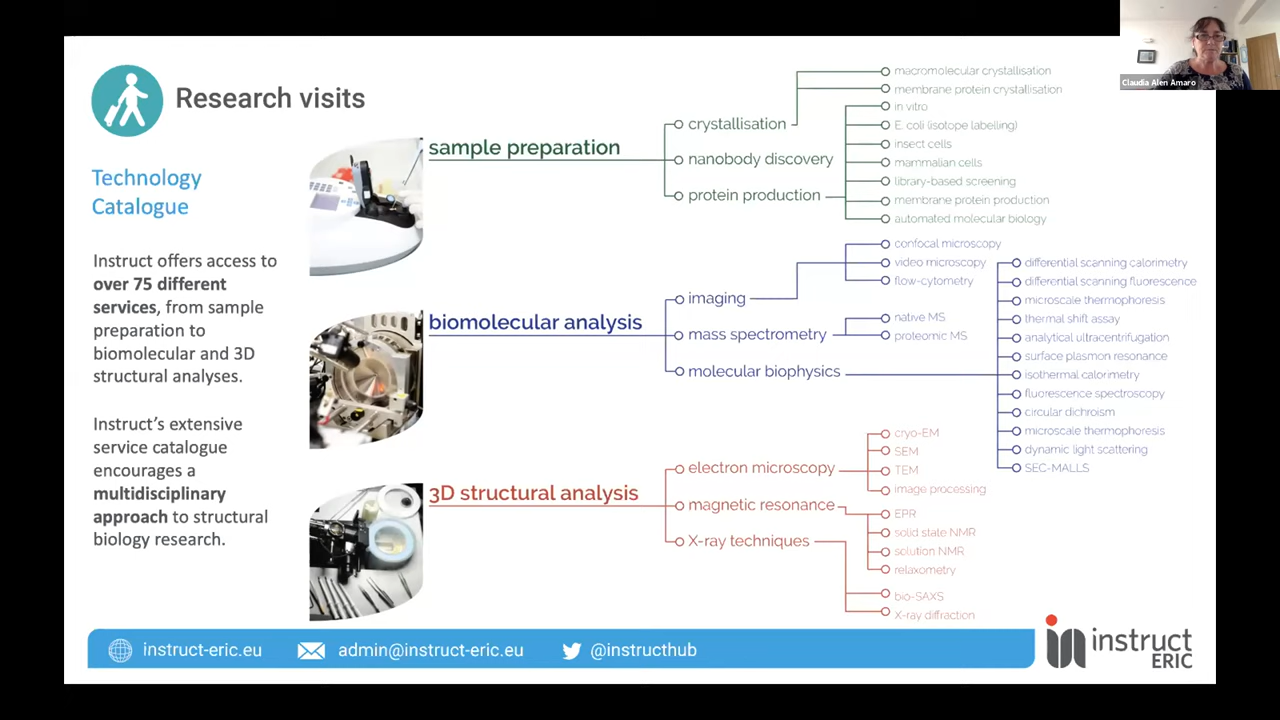 Research visits
Technology
Catalogue
Instruct offers access to
over 75 different
services, from sample
preparation to
biomolecular and 3D
structural analyses.
Instruct’s extensive
service catalogue
encourages a
multidisciplinary
approach to structural
biology research.
sample preparation
crystallisation
nanobody discovery
protein production
macromolecular crystallisation
membrane protein crystallisation
in vitro
E. coli (isotope labelling)
insect cells
mammalian cells
library-based screening
membrane protein production
automated molecular biology
biomolecular analysis
imaging
mass spectrometry
molecular biophysics
confocal microscopy
video microscopy
flow-cytometry
native MS
proteomic MS
differential scanning calorimetry
differential scanning fluorescence
microscale thermophoresis
thermal shift assay
analytical ultracentrifugation
surface plasmon resonance
isothermal calorimetry
fluorescence spectroscopy
circular dichroism
microscale thermophoresis
dynamic light scattering
SEC-MALLS
3D structural analysis
electron microscopy
magnetic resonance
X-ray techniques
cryo-EM
SEM
TEM
image processing
EPR
solid state NMR
solution NMR
relaxometry
bio-SAXS
X-ray diffraction
instruct-eric.eu
admin@instruct-eric.eu
@instructhub
instruct
ERIC
Claudia Alen Amaro